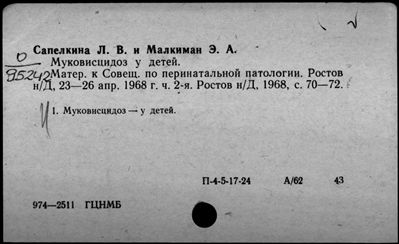 Сапелкина Л. В. и Малкиман Э. А.
О
Муковисцидоз у детей.
95242 Матер. к Совещ. по перинатальной патологии. Ростов
н/Д, 23—26 апр. 1968 г. ч. 2-я. Ростов н/Д, 1968, с. 70—72.
1. Муковисцидоз — у детей.
П-4-5-17-24 А/62 43
974—2511 ГЦНМБ